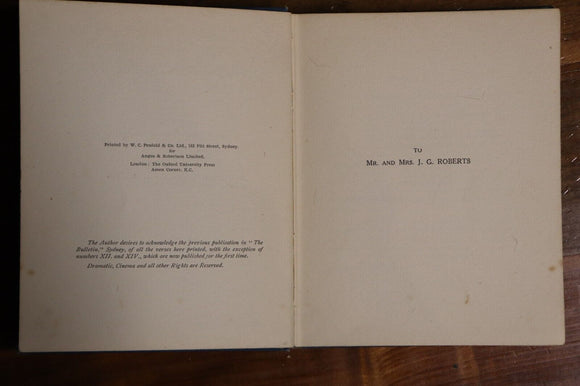 Printed by W. C. Penfold & Co. Ltd., 183 Pitt Street, Sydney.
for
Angus & Robertson Limited.
London: The Oxford University Press
Amen Corner, E.C.
The Author desires to acknowledge the previous publication in "The
Bulletin," Sydney, of all the verses here printed, with the exception of
numbers XII. and XIV., which are now published for the first time.
Dramatic, Cinema and all other Rights are Reserved.
TO
MR. AND MRS. J. G. ROBERTS